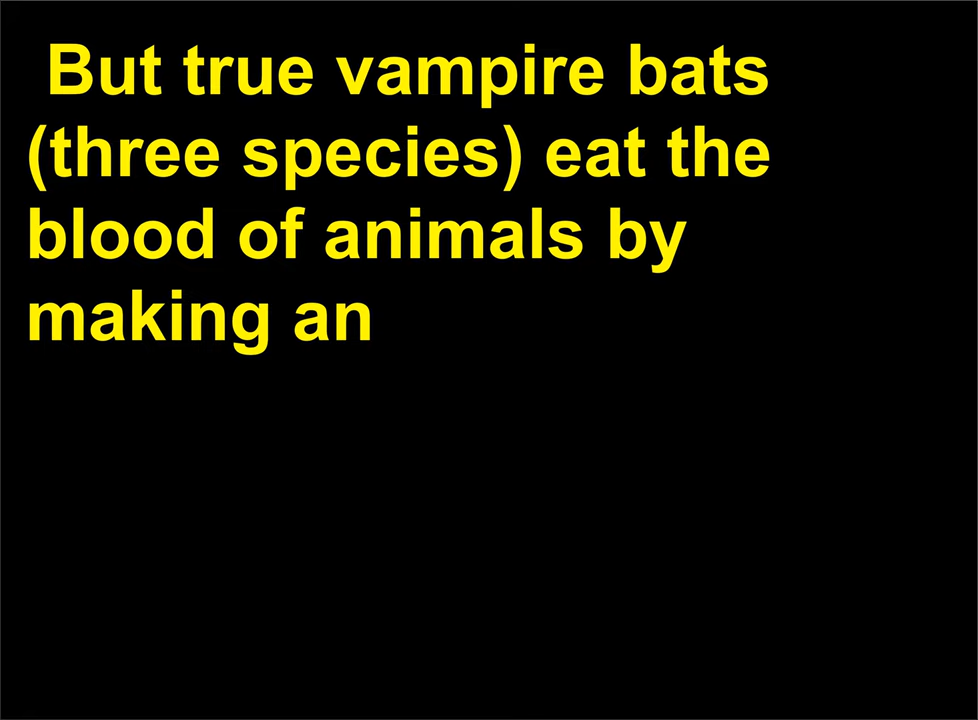 But true vampire bats
(three species) eat the
blood of animals by
making an